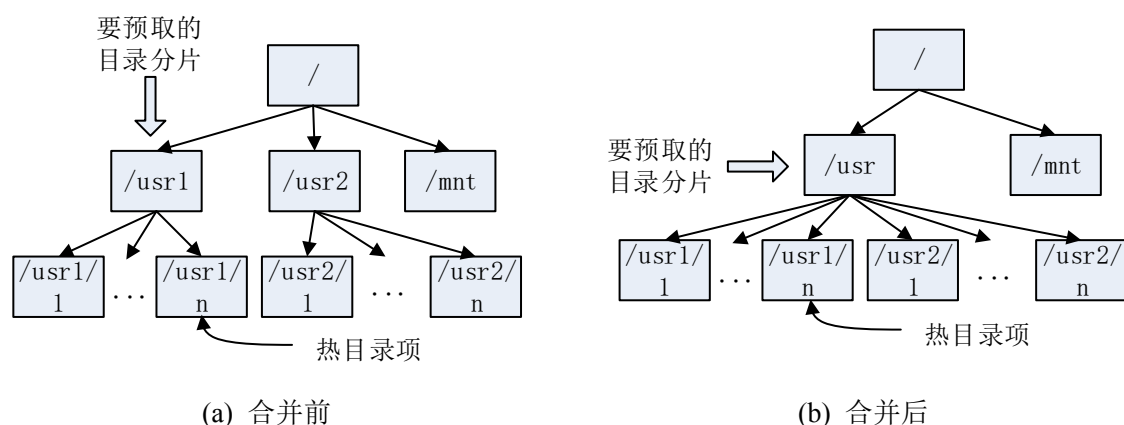 要预取的
目录分片
/
/usr1
/usr2
/mnt
/usr1/
1
...
/usr1/
n
/usr2/
1
...
/usr2/
n
热目录项
(a) 合并前
/
要预取的
目录分片
/usr
/mnt
/usr1/
1
...
/usr1/
n
/usr2/
1
...
/usr2/
n
热目录项
(b) 合并后